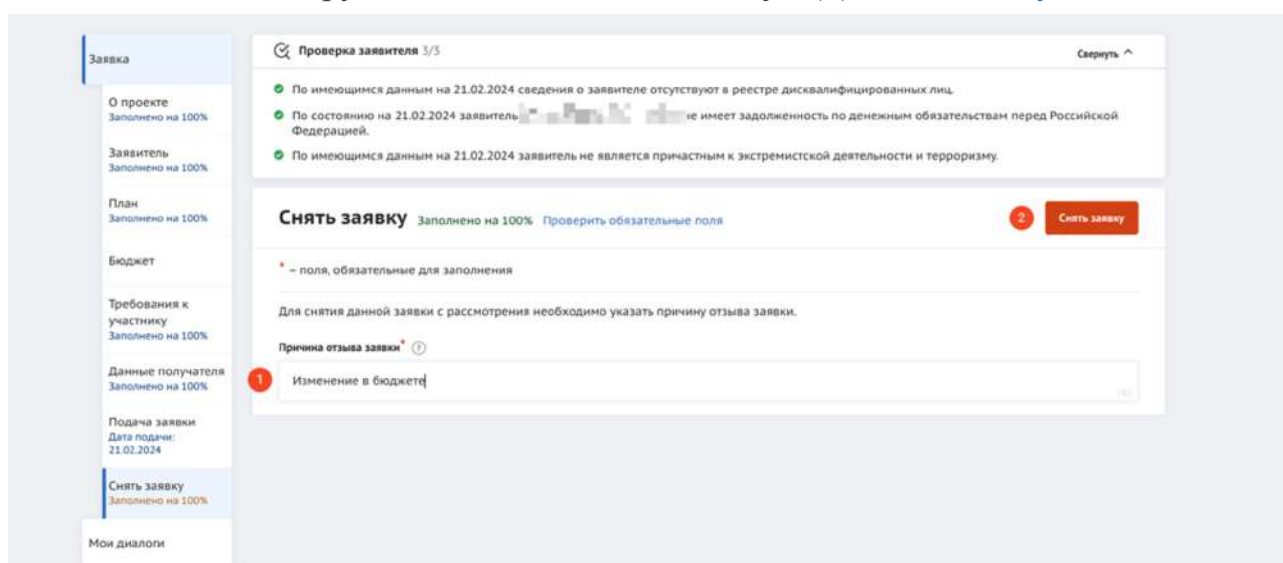 Заявка
О проекте
Заполнено на 100%
Заявитель
Заполнено на 100%
План
Заполнено на 100%
Бюджет
Требования к
участнику
Заполнено на 100%
Данные получателя
Заполнено на 100%
Подача заявки
Дата подачи:
21.02.2024
Снять заявку
Заполнено на 100%
Мои диалоги
Проверка заявителя 3/3
Свернуть
По имеющимся данным на 21.02.2024 сведения о заявителе отсутствуют в реестре дисквалифицированных лиц.
По состоянию на 21.02.2024 заявитель не имеет задолженность по денежным обязательствам перед Российской
Федерацией.
По имеющимся данным на 21.02.2024 заявитель не является причастным к экстремистской деятельности и терроризму.
Снять заявку Заполнено на 100% Проверить обязательные поля
2 Снять заявку
* – поля, обязательные для заполнения
Для снятия данной заявки с рассмотрения необходимо указать причину отзыва заявки.
Причина отзыва заявки* ?
1 Изменение в бюджете